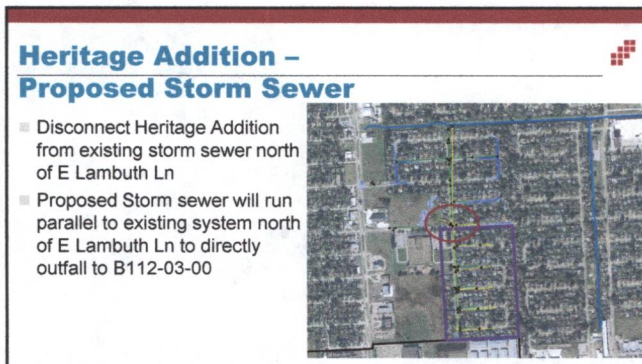 Heritage Addition –
Proposed Storm Sewer
Disconnect Heritage Addition
from existing storm sewer north
of E Lambuth Ln
Proposed Storm sewer will run
parallel to existing system north
of E Lambuth Ln to directly
outfall to B112-03-00